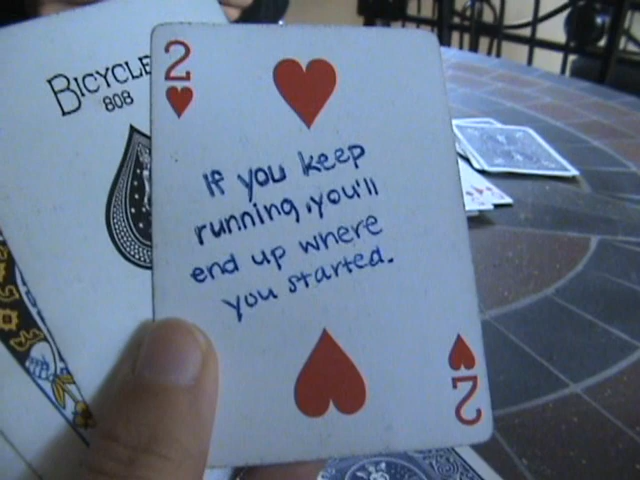 BICYCLE
808
2
If you keep
running, you'll
end up where
you started.
2